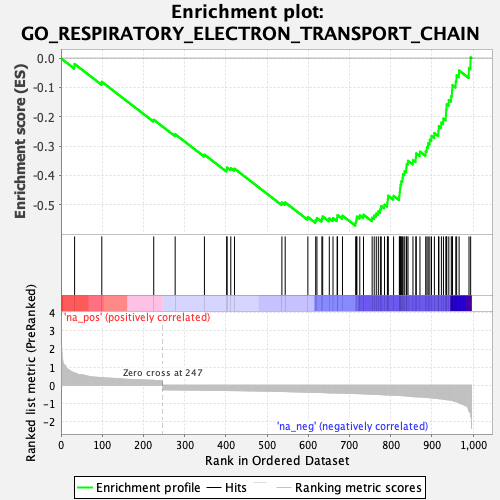 Enrichment plot:
GO_RESPIRATORY_ELECTRON_TRANSPORT_CHAIN
Enrichment score (ES)
0.0
-0.1
-0.2
-0.3
-0.4
-0.5
'na_pos' (positively correlated)
Ranked list metric (PreRanked)
4
3
2
1
0
-1
-2
Zero cross at 247
'na_neg' (negatively correlated)
0
100
200
300
400
500
600
700
800
900
1,000
Rank in Ordered Dataset
Enrichment profile
Hits
Ranking metric scores